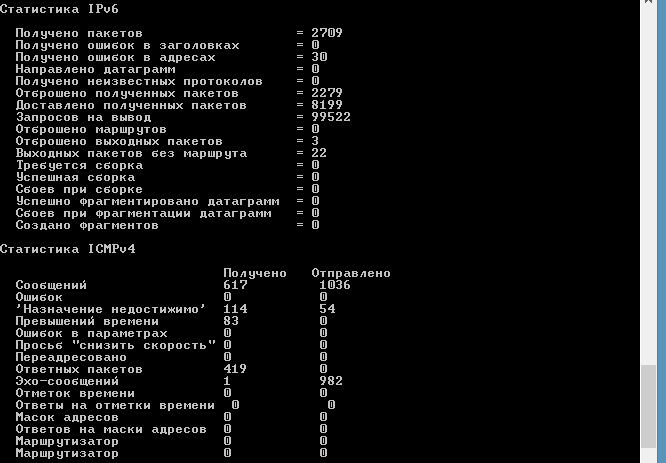 Статистика IPv6
Получено пакетов = 2709
Получено ошибок в заголовках = 0
Получено ошибок в адресах = 30
Направлено датаграмм = 0
Получено неизвестных протоколов = 0
Отброшено полученных пакетов = 2279
Доставлено полученных пакетов = 8199
Запросов на вывод = 99522
Отброшено маршрутов = 0
Отброшено выходных пакетов = 3
Выходных пакетов без маршрута = 22
Требуется сборка = 0
Успешная сборка = 0
Сбоев при сборке = 0
Успешно фрагментировано датаграмм = 0
Сбоев при фрагментации датаграмм = 0
Создано фрагментов = 0
Статистика ICMPv4
Получено Отправлено
Сообщений 617 1036
Ошибок 0 0
'Назначение недостижимо' 114 54
Превышений времени 83 0
Ошибок в параметрах 0 0
Просьб "снизить скорость" 0 0
Переадресовано 0 0
Ответных пакетов 419 0
Эхо-сообщений 1 982
Отметок времени 0 0
Ответы на отметки времени 0 0
Масок адресов 0 0
Ответов на маски адресов 0 0
Маршрутизатор 0 0
Маршрутизатор 0 0